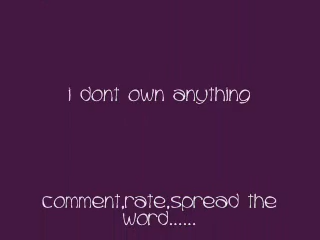 i dont own anything
comment,rate,spread the
word......